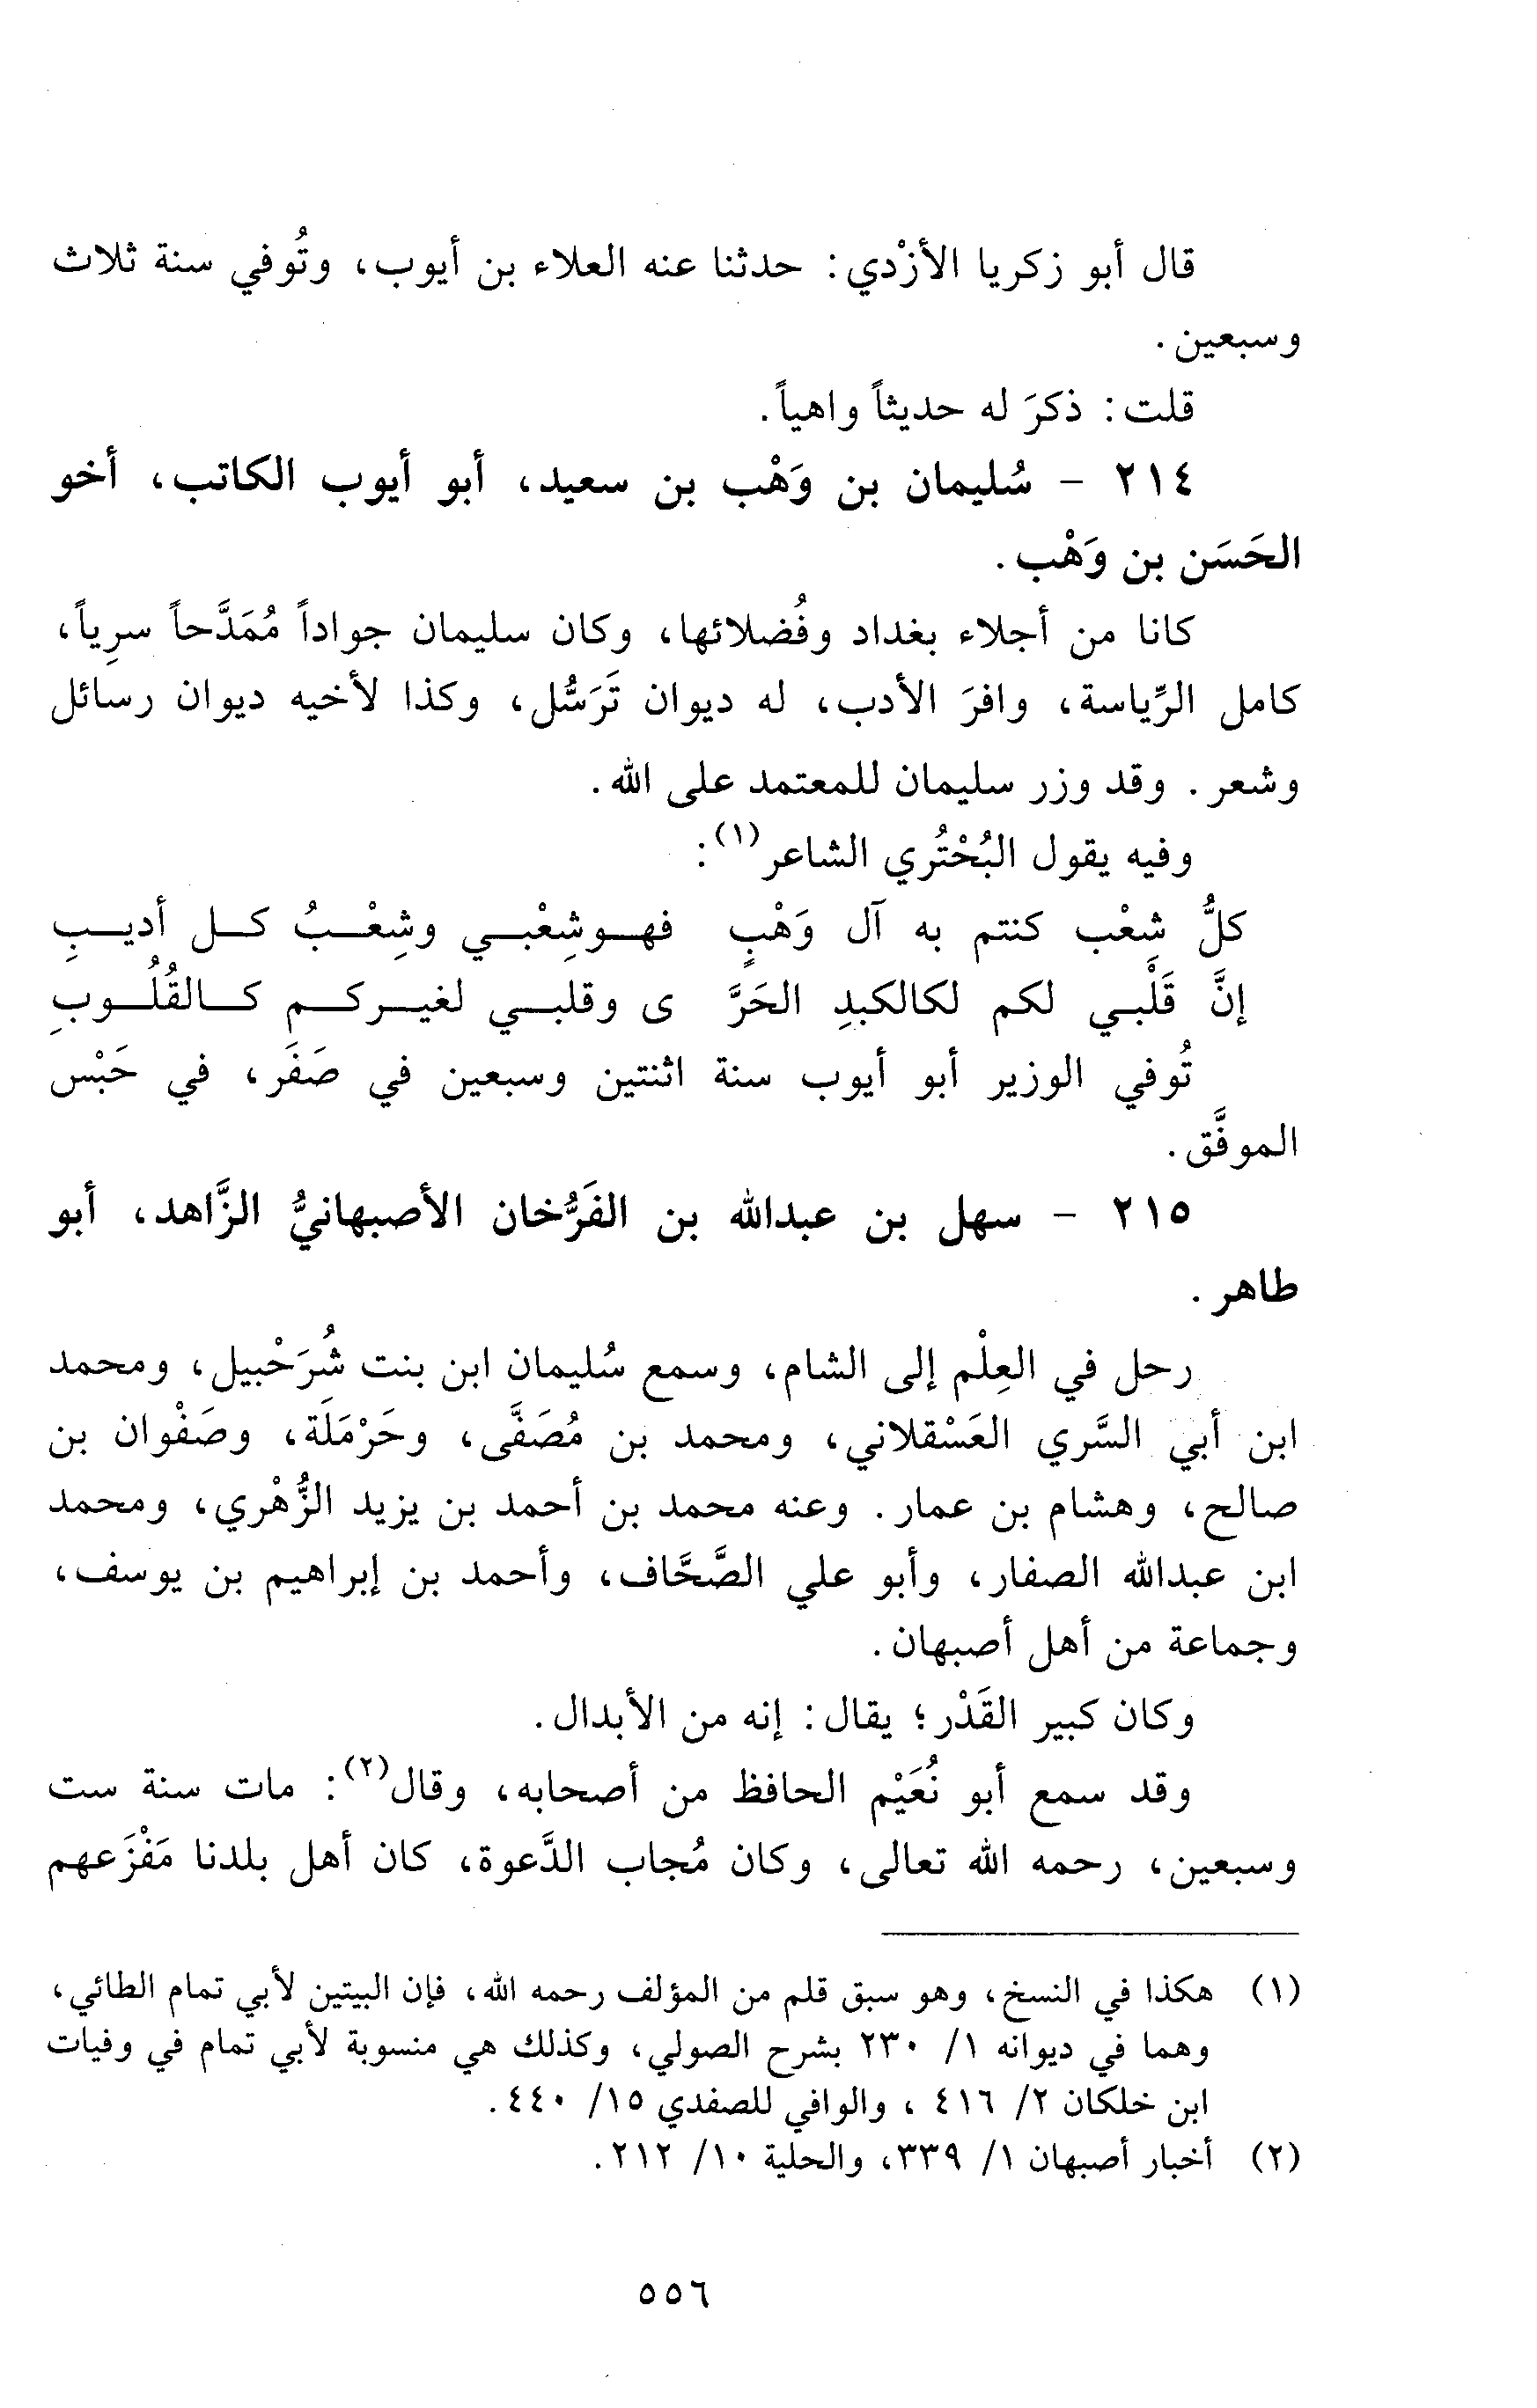 قال أبو زكريا الأزْدي: حدثنا عنه العلاء بن أيوب، وتُوفي سنة ثلاث
وسبعين.
قلت: ذكرَ له حديثاً واهياً.
٢١٤ - سُليمان بن وَهْب بن سعيد، أبو أيوب الكاتب، أخو
الحَسَن بن وَهْب.
كانا من أجلاء بغداد وفُضلائها، وكان سليمان جواداً مُمَدَّحاً سرِياً،
كامل الرِّياسة، وافرَ الأدب، له ديوان تَرَسُّل، وكذا لأخيه ديوان رسائل
وشعر. وقد وزر سليمان للمعتمد على الله.
وفيه يقول البُحْتُري الشاعر(١):
كلُّ شِعْب كنتم به آل وَهْبٍ فهـوشِعْبـي وشِعْـبُ كـل أديـبِ
إنَّ قَلْبـي لكم لكالكبدِ الحَرَّ ى وقلبـي لغيـركـم كـالقُلُـوبِ
تُوفي الوزير أبو أيوب سنة اثنتين وسبعين في صَفَر، في حَبْس
الموفَّق.
٢١٥ - سهل بن عبدالله بن الفَرُّخان الأصبهانيُّ الزَّاهد، أبو
طاهر.
رحل في العِلْم إلى الشام، وسمع سُليمان ابن بنت شُرَحْبيل، ومحمد
ابن أبي السَّري العَسْقلاني، ومحمد بن مُصَفَّى، وحَرْمَلَة، وصَفْوان بن
صالح، وهشام بن عمار. وعنه محمد بن أحمد بن يزيد الزُّهْري، ومحمد
ابن عبدالله الصفار، وأبو علي الصَّحَّاف، وأحمد بن إبراهيم بن يوسف،
وجماعة من أهل أصبهان.
وكان كبير القَدْر؛ يقال: إنه من الأبدال.
وقد سمع أبو نُعَيْم الحافظ من أصحابه، وقال(٢): مات سنة ست
وسبعين، رحمه الله تعالى، وكان مُجاب الدَّعوة، كان أهل بلدنا مَفْزَعهم
(١) هكذا في النسخ، وهو سبق قلم من المؤلف رحمه الله، فإن البيتين لأبي تمام الطائي،
وهما في ديوانه ١/ ٢٣٠ بشرح الصولي، وكذلك هي منسوبة لأبي تمام في وفيات
ابن خلكان ٢/ ٤١٦ ، والوافي للصفدي ١٥/ ٤٤٠.
(٢) أخبار أصبهان ١/ ٣٣٩، والحلية ١٠/ ٢١٢.
٥٥٦